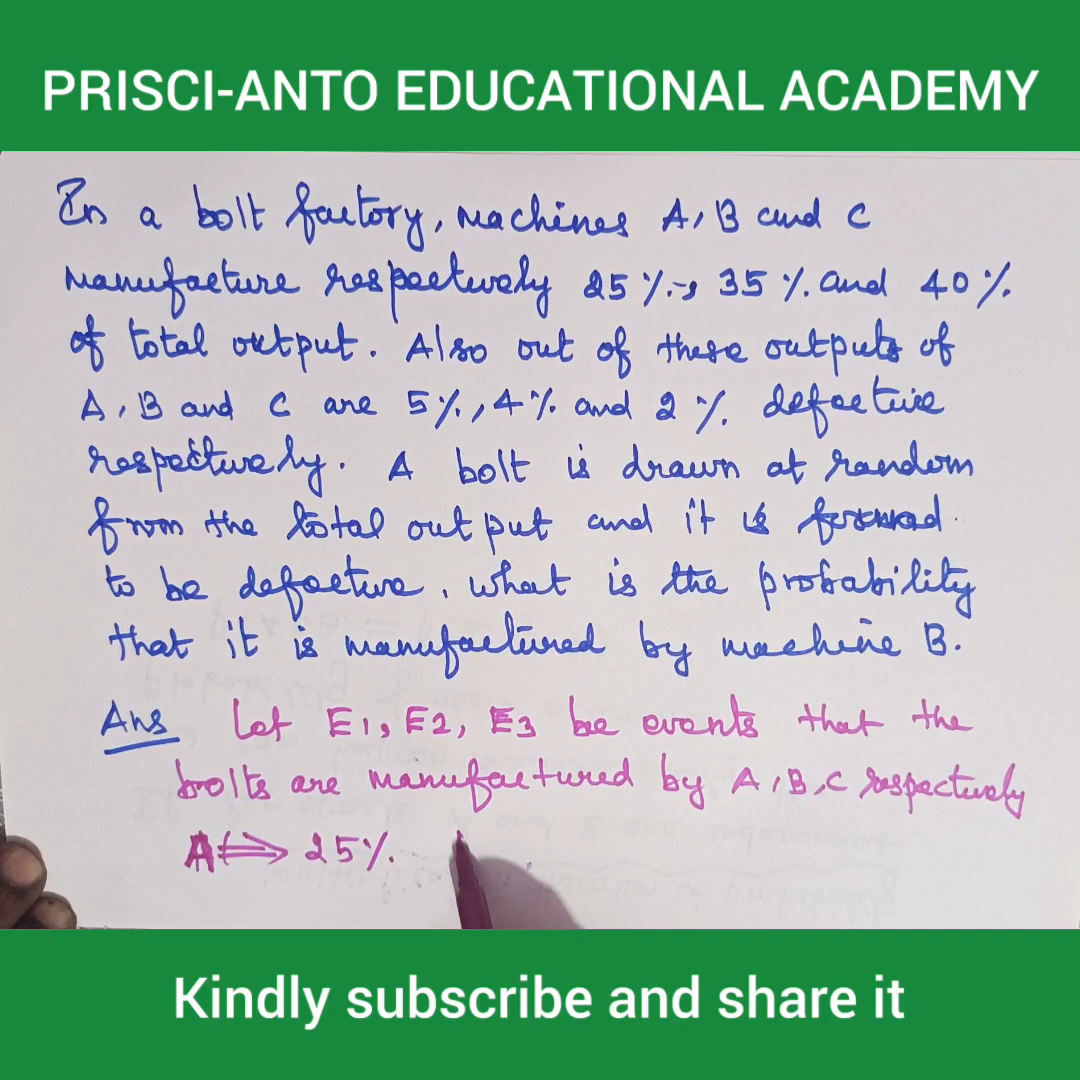 PRISCI-ANTO EDUCATIONAL ACADEMY
In a bolt factory, machines A, B and C
manufacture respectively 25%, 35% and 40%
of total output. Also out of these outputs of
A, B and C are 5%, 4% and 2% defective
respectively. A bolt is drawn at random
from the total output and it is found
to be defective. what is the probability
that it is manufactured by machine B.
Ans Let E1, E2, E3 be events that the
bolts are manufactured by A, B, C respectively
A ⟹ 25%.
Kindly subscribe and share it